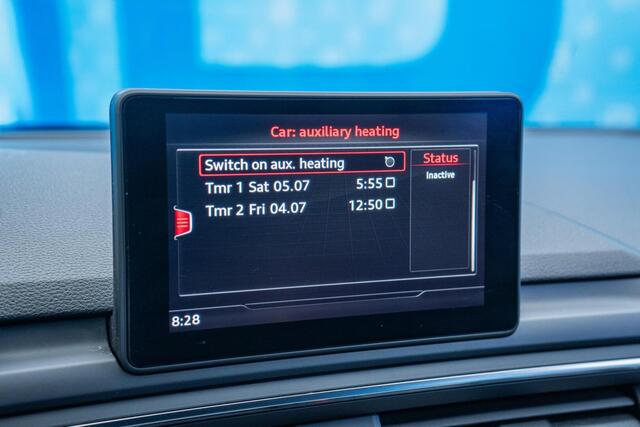 Car: auxiliary heating
Switch on aux. heating
Tmr 1 Sat 05.07 5:55
Tmr 2 Fri 04.07 12:50
Status
Inactive
8:28